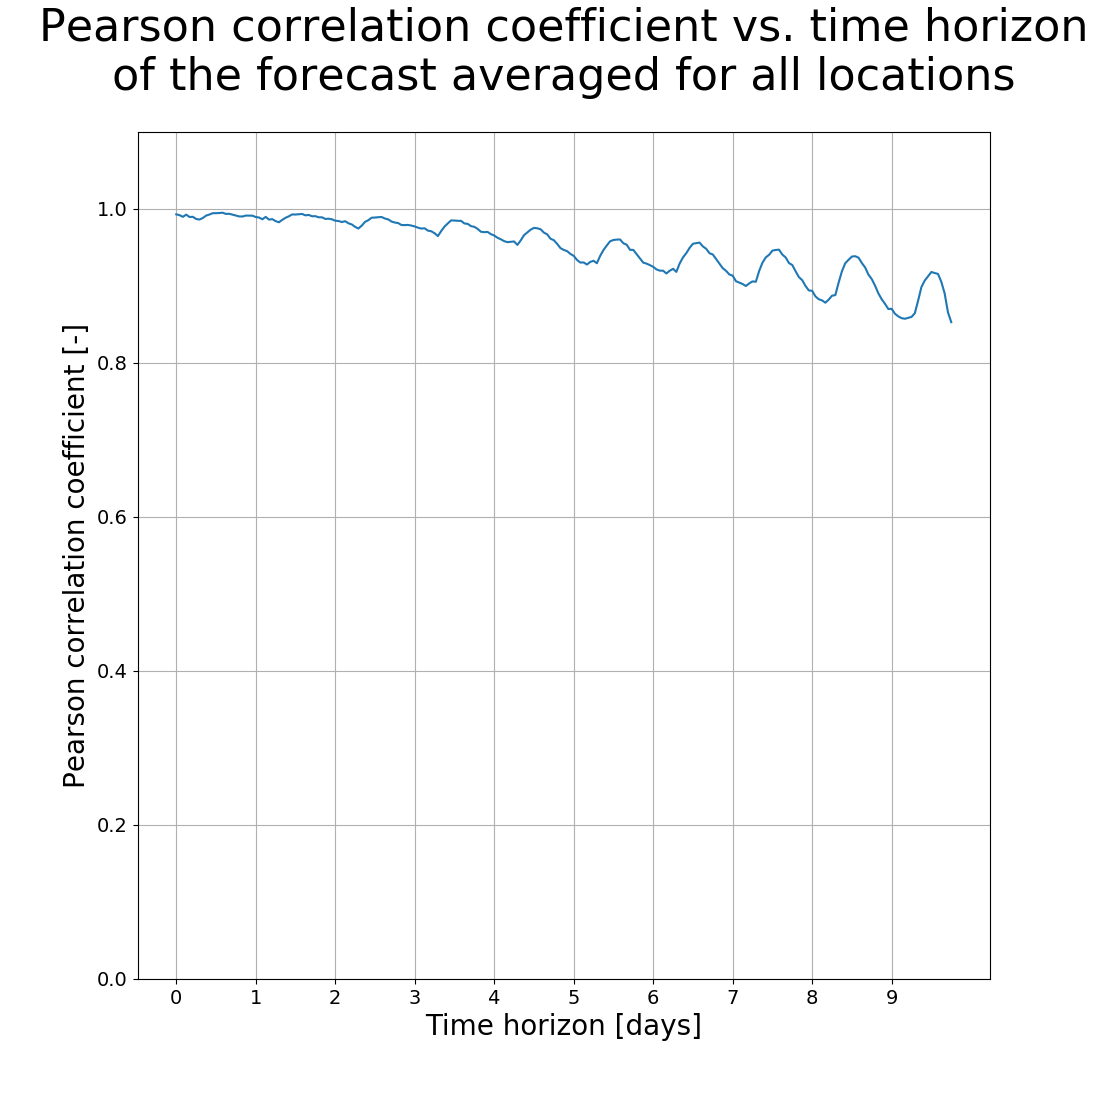 Pearson correlation coefficient vs. time horizon
of the forecast averaged for all locations
Pearson correlation coefficient [-]
1.0
0.8
0.6
0.4
0.2
0.0
0 1 2 3 4 5 6 7 8 9
Time horizon [days]